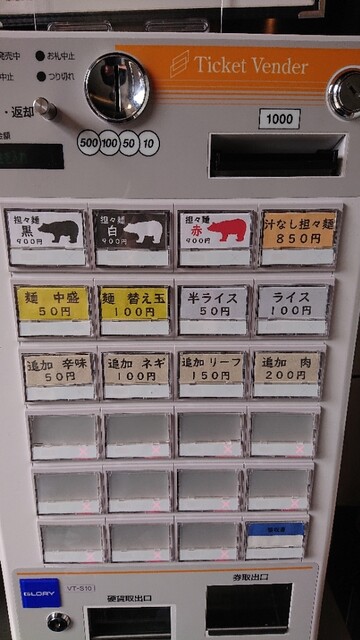 お札中止
つり切れ
中止
返却
Ticket Vender
1000
500 100 50 10
担々麺 黒 900円
担々麺 白 900円
担々麺 赤 900円
汁なし担々麺 850円
麺 中盛 50円
麺 替え玉 100円
半ライス 50円
ライス 100円
追加 辛味 50円
追加 ネギ 100円
追加 リーフ 150円
追加 肉 200円
GLORY
VT-S10
硬貨取出口
券取出口